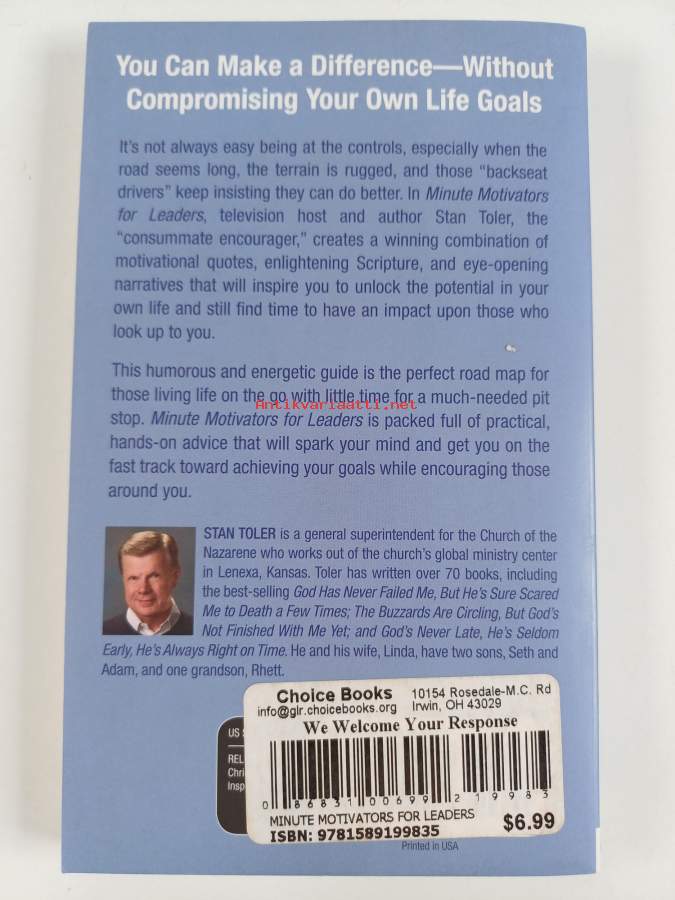 You Can Make a Difference—Without
Compromising Your Own Life Goals
It's not always easy being at the controls, especially when the
road seems long, the terrain is rugged, and those "backseat
drivers" keep insisting they can do better. In Minute Motivators
for Leaders, television host and author Stan Toler, the
"consummate encourager," creates a winning combination of
motivational quotes, enlightening Scripture, and eye-opening
narratives that will inspire you to unlock the potential in your
own life and still find time to have an impact upon those who
look up to you.
This humorous and energetic guide is the perfect road map for
those living life on the go with little time for a much-needed pit
Antikvariaatti.net
stop. Minute Motivators for Leaders is packed full of practical,
hands-on advice that will spark your mind and get you on the
fast track toward achieving your goals while encouraging those
around you.
STAN TOLER is a general superintendent for the Church of the
Nazarene who works out of the church's global ministry center
in Lenexa, Kansas. Toler has written over 70 books, including
the best-selling God Has Never Failed Me, But He's Sure Scared
Me to Death a Few Times; The Buzzards Are Circling, But God's
Not Finished With Me Yet; and God's Never Late, He's Seldom
Early, He's Always Right on Time. He and his wife, Linda, have two sons, Seth and
Adam, and one grandson, Rhett.
Choice Books 10154 Rosedale-M.C. Rd
info@glr.choicebooks.org Irwin, OH 43029
We Welcome Your Response
US
REL
Chri
Insp
0 86831 00699 2 19983
MINUTE MOTIVATORS FOR LEADERS
ISBN: 9781589199835 $6.99
Printed in USA